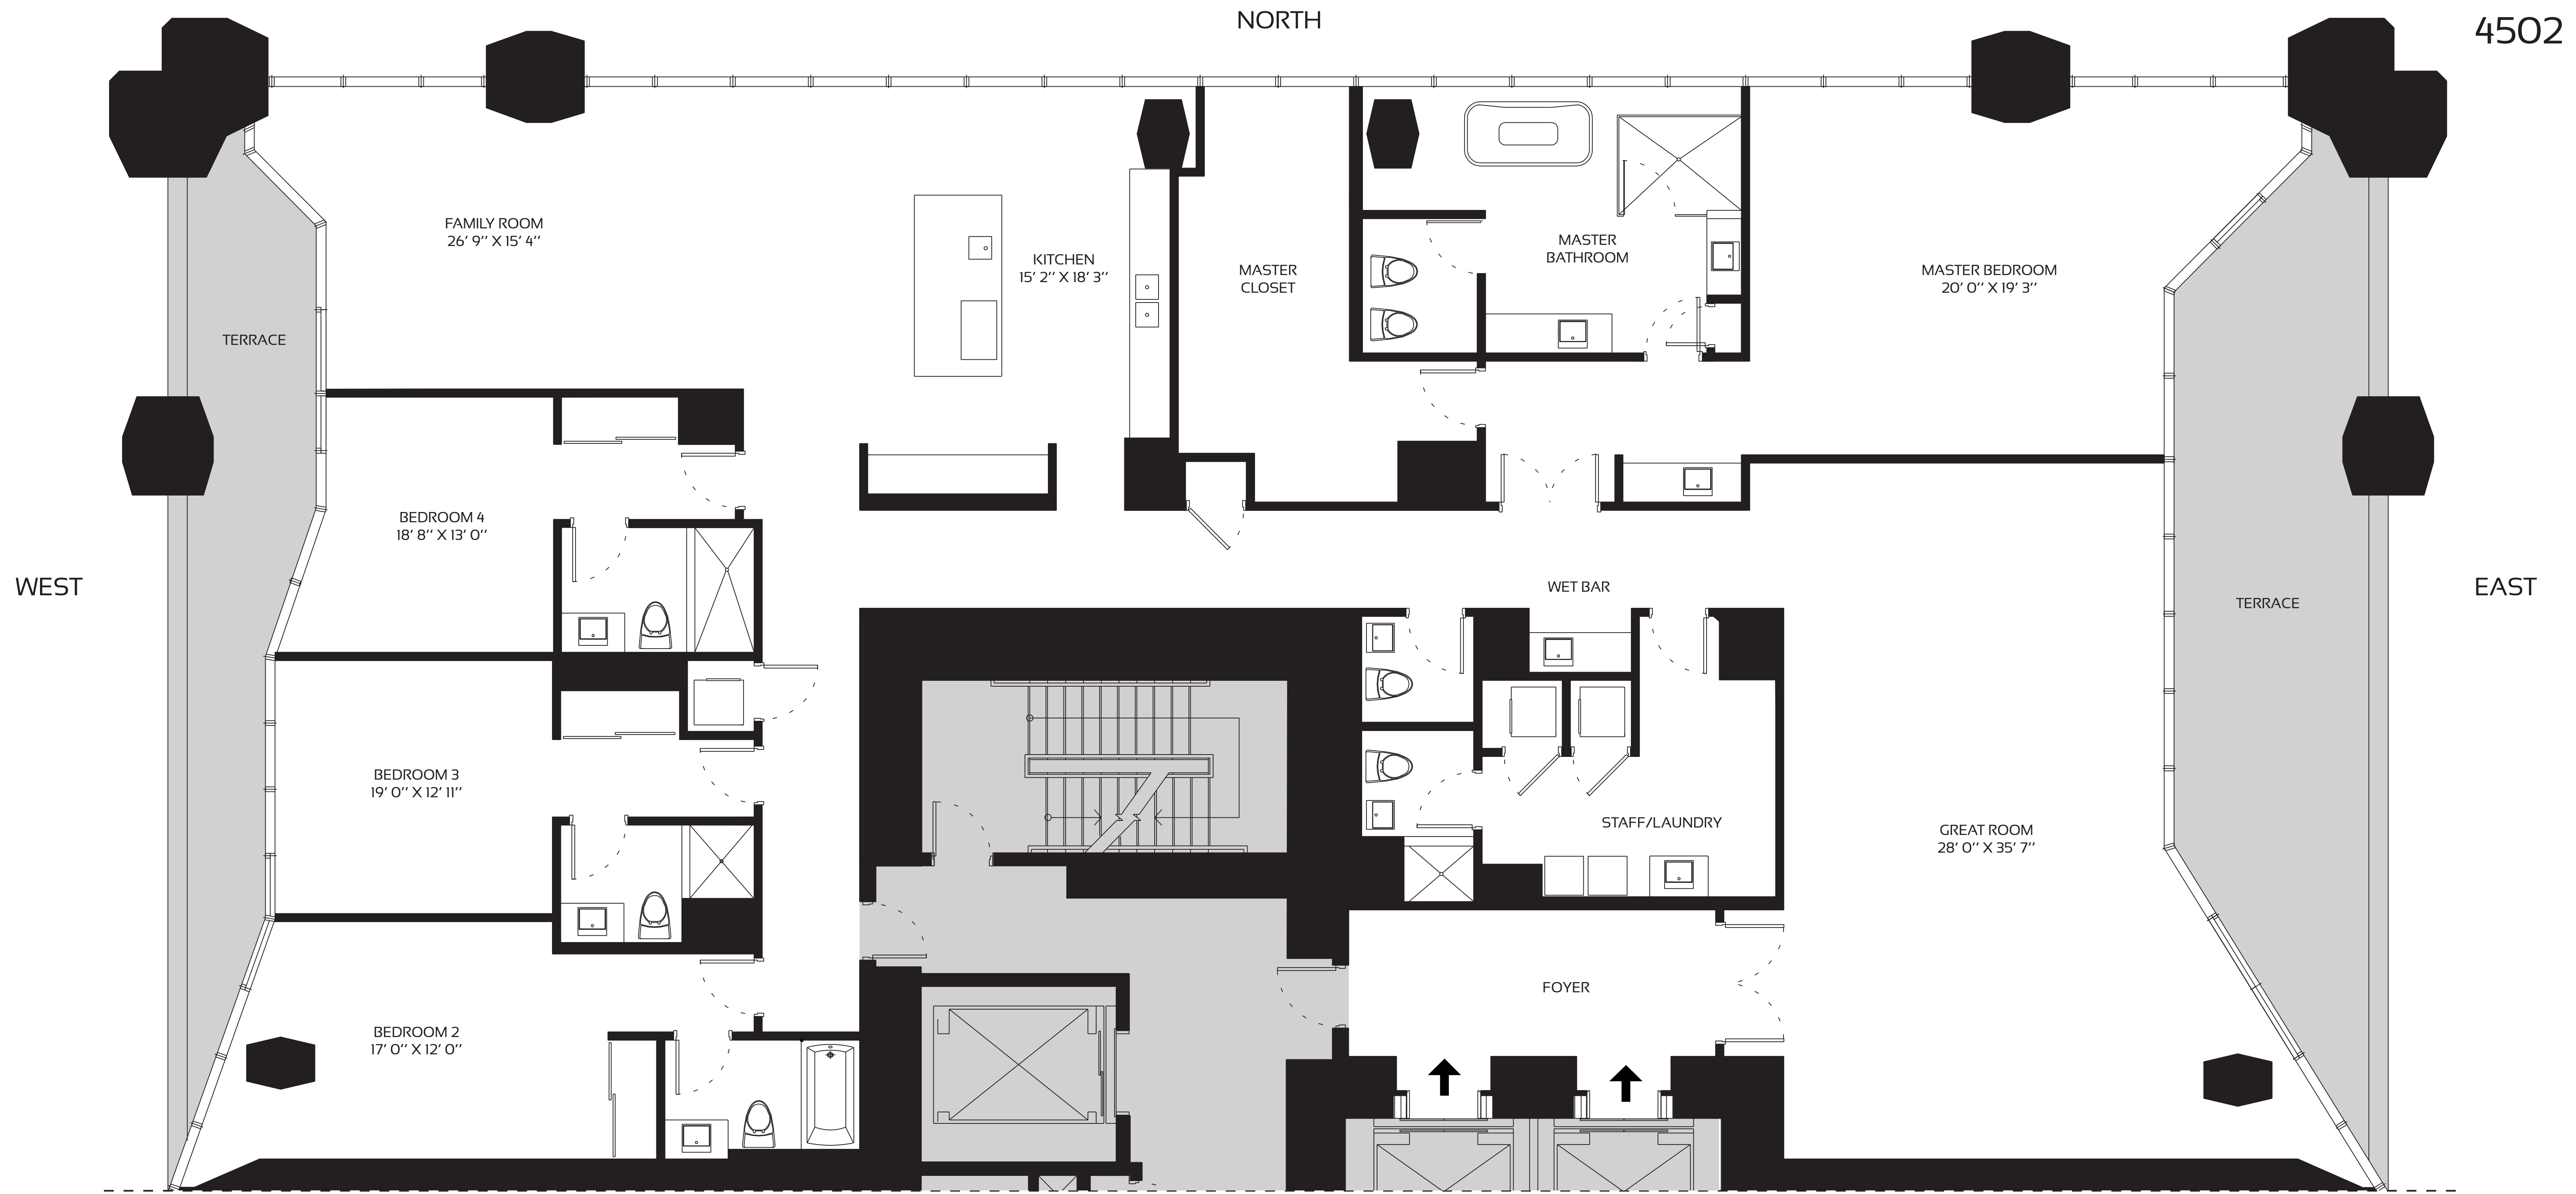 NORTH
4502
FAMILY ROOM
26’ 9’’ X 15’ 4’’
KITCHEN
15’ 2’’ X 18’ 3’’
MASTER
CLOSET
MASTER
BATHROOM
MASTER BEDROOM
20’ 0’’ X 19’ 3’’
TERRACE
BEDROOM 4
18’ 8’’ X 13’ 0’’
WEST
WET BAR
TERRACE
EAST
BEDROOM 3
19’ 0’’ X 12’ 11’’
STAFF/LAUNDRY
GREAT ROOM
28’ 0’’ X 35’ 7’’
FOYER
BEDROOM 2
17’ 0’’ X 12’ 0’’